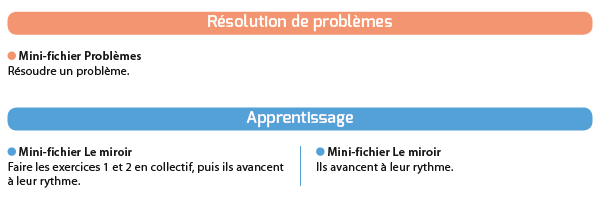 Résolution de problèmes
● Mini-fichier Problèmes
Résoudre un problème.
Apprentissage
● Mini-fichier Le miroir
Faire les exercices 1 et 2 en collectif, puis ils avancent
à leur rythme.
● Mini-fichier Le miroir
Ils avancent à leur rythme.